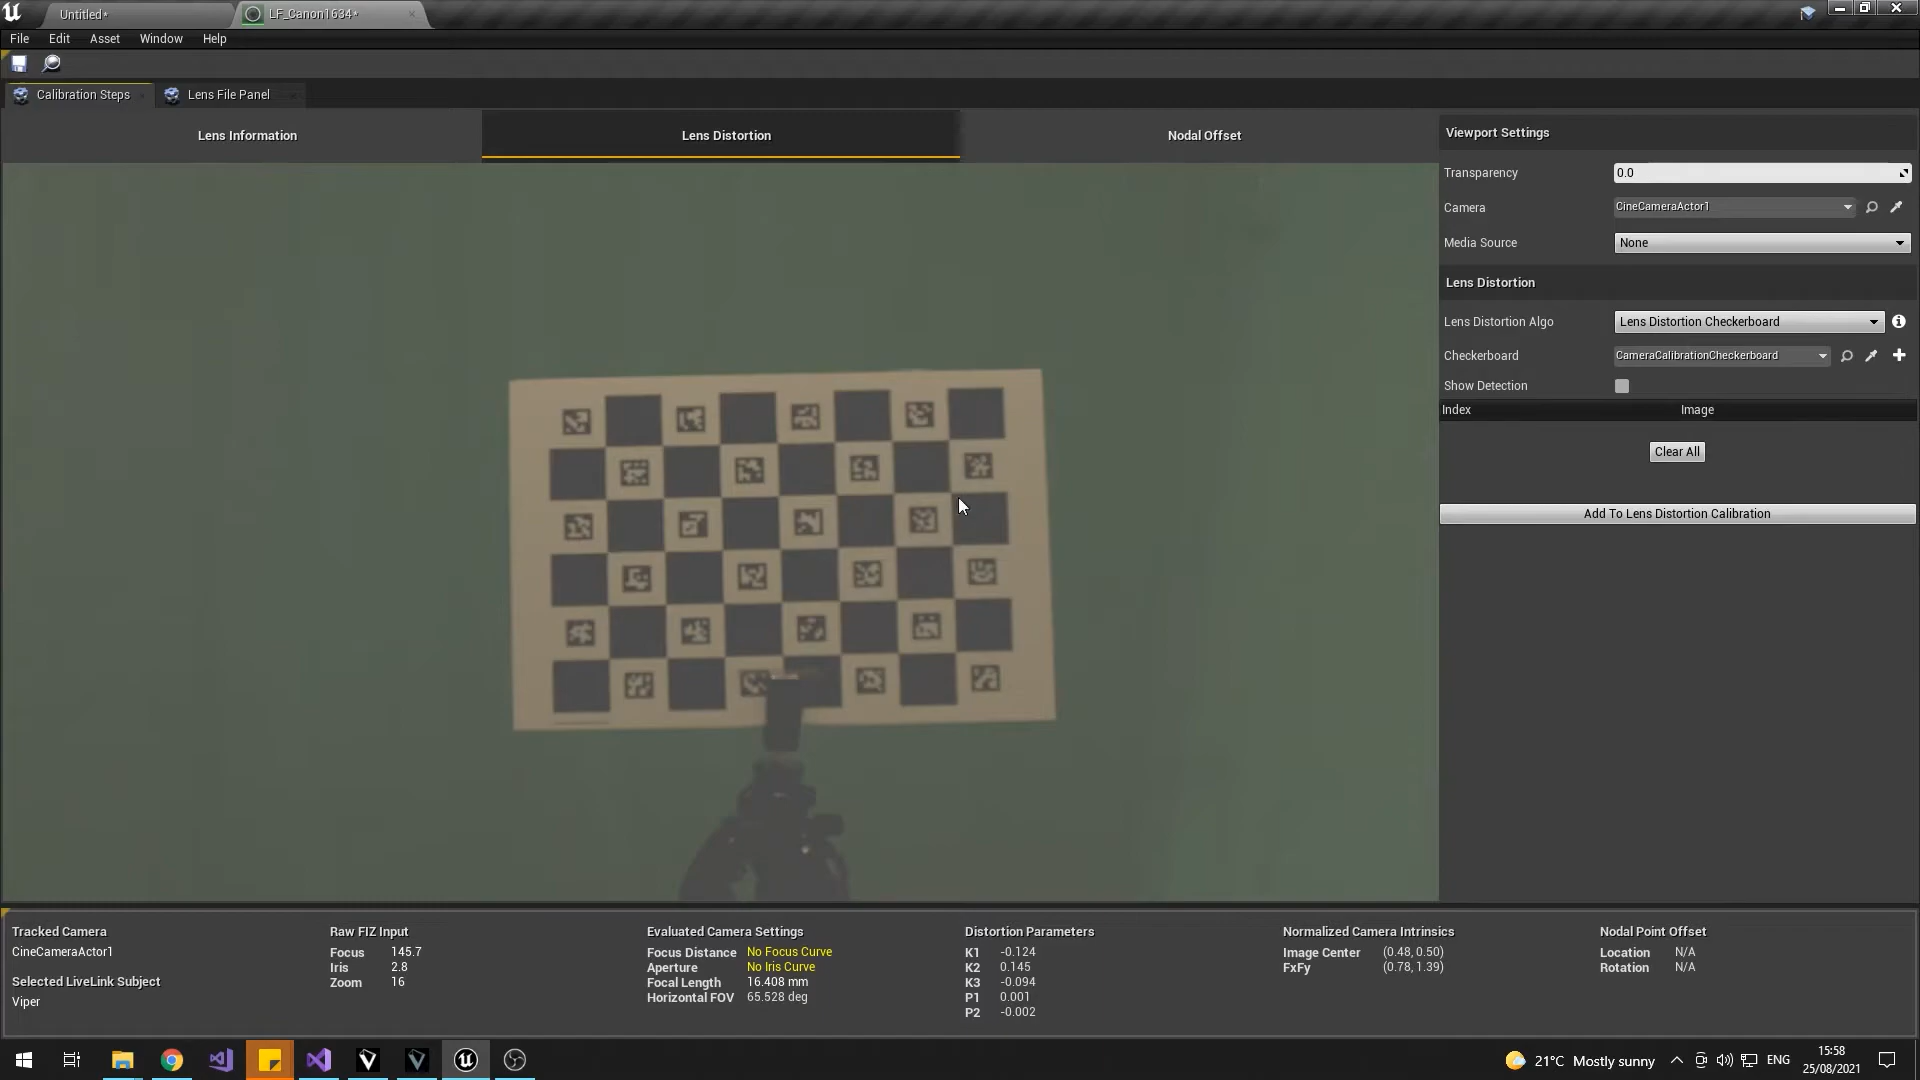 Untitled*
LF_Canon1634*
File Edit Asset Window Help
Calibration Steps
Lens File Panel
Lens Information
Lens Distortion
Nodal Offset
Viewport Settings
Transparency 0.0
Camera CineCameraActor1
Media Source None
Lens Distortion
Lens Distortion Algo Lens Distortion Checkerboard
Checkerboard CameraCalibrationCheckerboard
Show Detection
Index Image
Clear All
Add To Lens Distortion Calibration
Tracked Camera
CineCameraActor1
Selected LiveLink Subject
Viper
Raw FIZ Input
Focus 145.7
Iris 2.8
Zoom 16
Evaluated Camera Settings
Focus Distance No Focus Curve
Aperture No Iris Curve
Focal Length 16.408 mm
Horizontal FOV 65.528 deg
Distortion Parameters
K1 -0.124
K2 0.145
K3 -0.094
P1 0.001
P2 -0.002
Normalized Camera Intrinsics
Image Center (0.48, 0.50)
FxFy (0.78, 1.39)
Nodal Point Offset
Location N/A
Rotation N/A
21°C Mostly sunny
ENG
15:58
25/08/2021